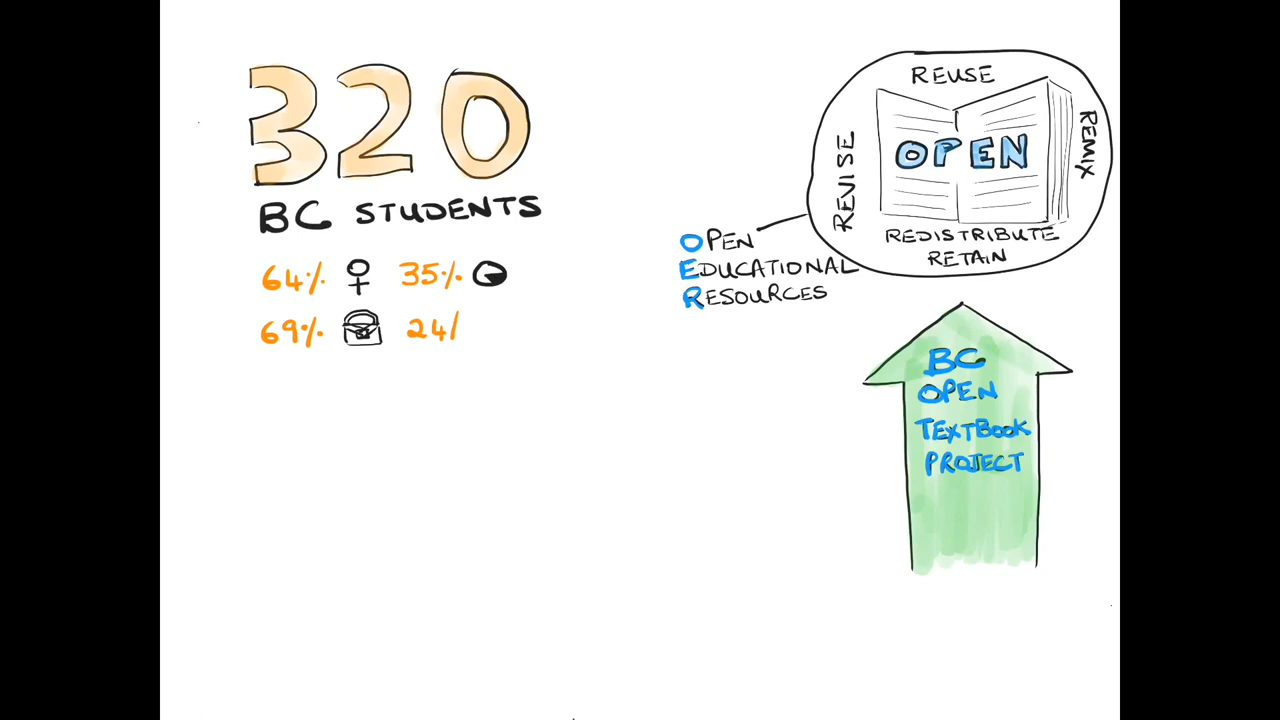 320
BC STUDENTS
64% 35%
69% 24/
REUSE
REVISE
OPEN
REMIX
REDISTRIBUTE
RETAIN
OPEN
EDUCATIONAL
RESOURCES
BC
OPEN
TEXTBOOK
PROJECT